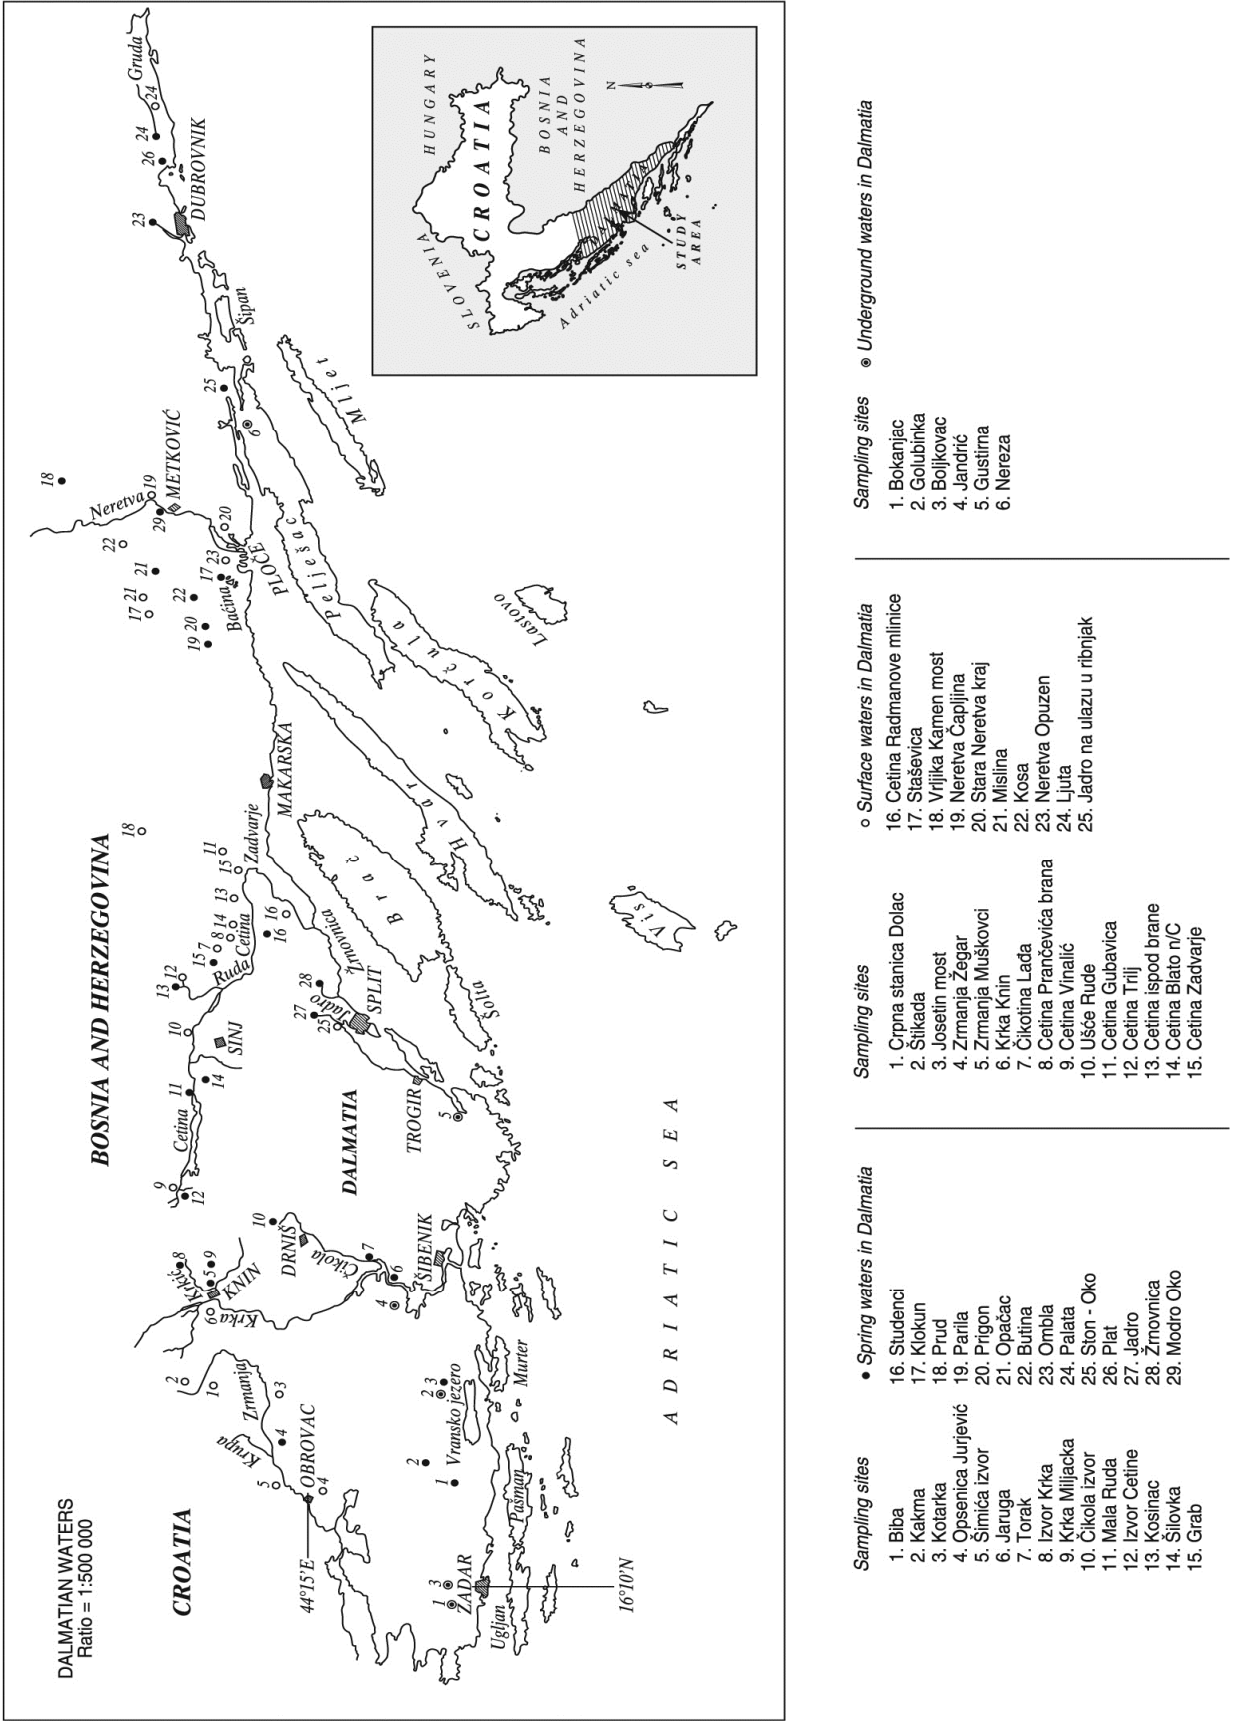 DALMATIAN WATERS
Ratio = 1:500 000
CROATIA
BOSNIA AND HERZEGOVINA
DALMATIA
ADRIATIC SEA
44°15'E
16°10'N
OBROVAC
ZADAR
Ugljan
Pašman
Vransko jezero
Murter
Krupa
Zrmanja
Krka
Krkić
KNIN
DRNIŠ
Čikola
ŠIBENIK
Cetina
SINJ
TROGIR
Ruda
Cetina
Jadro
SPLIT
Žrnovnica
Šolta
Brač
Zadvarje
MAKARSKA
Hvar
Vis
Korčula
Lastovo
Pelješac
Baćina
PLOČE
Neretva
METKOVIĆ
Mljet
Šipan
DUBROVNIK
Gruda
SLOVENIA
HUNGARY
CROATIA
BOSNIA
AND
HERZEGOVINA
N
DALMATIA
STUDY
AREA
Adriatic sea
Sampling sites
● Spring waters in Dalmatia
1. Biba
2. Kakma
3. Kotarka
4. Opsenica Jurjević
5. Šimića izvor
6. Jaruga
7. Torak
8. Izvor Krka
9. Krka Miljacka
10. Čikola izvor
11. Mala Ruda
12. Izvor Cetine
13. Kosinac
14. Šilovka
15. Grab
16. Studenci
17. Klokun
18. Prud
19. Parila
20. Prigon
21. Opačac
22. Butina
23. Ombla
24. Palata
25. Ston - Oko
26. Plat
27. Jadro
28. Žrnovnica
29. Modro Oko
Sampling sites
○ Surface waters in Dalmatia
1. Crpna stanica Dolac
2. Štikada
3. Josetin most
4. Zrmanja Žegar
5. Zrmanja Muškovci
6. Krka Knin
7. Čikotina Lađa
8. Cetina Prančevića brana
9. Cetina Vinalić
10. Ušće Rude
11. Cetina Gubavica
12. Cetina Trilj
13. Cetina ispod brane
14. Cetina Blato n/C
15. Cetina Zadvarje
16. Cetina Radmanove mlinice
17. Staševica
18. Vrljika Kamen most
19. Neretva Čapljina
20. Stara Neretva kraj
21. Mislina
22. Kosa
23. Neretva Opuzen
24. Ljuta
25. Jadro na ulazu u ribnjak
Sampling sites
◉ Underground waters in Dalmatia
1. Bokanjac
2. Golubinka
3. Boljkovac
4. Jandrić
5. Gustirna
6. Nereza